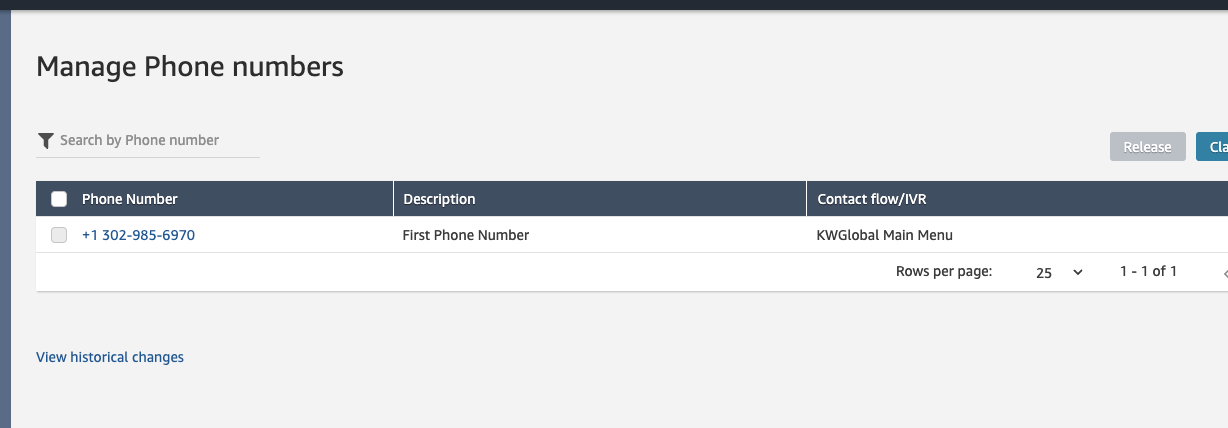 Manage Phone numbers
Search by Phone number
Release
Cla
Phone Number Description Contact flow/IVR
+1 302-985-6970 First Phone Number KWGlobal Main Menu
Rows per page: 25 1 - 1 of 1
View historical changes